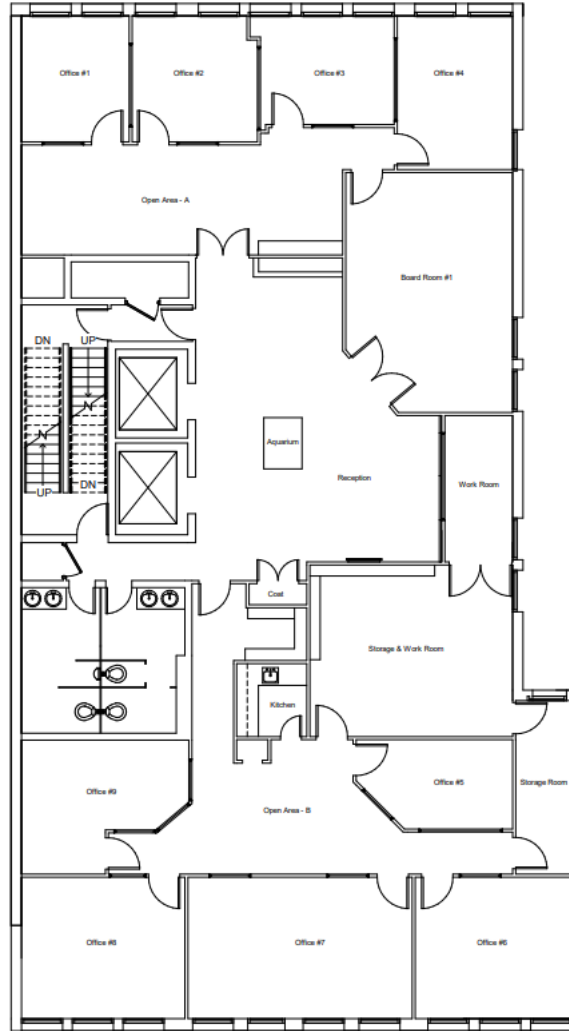 Office #1
Office #2
Office #3
Office #4
Open Area - A
Board Room #1
DN
UP
N
N
UP
DN
Aquarium
Reception
Work Room
Coat
Storage & Work Room
Kitchen
Office #9
Office #5
Storage Room
Open Area - B
Office #8
Office #7
Office #6